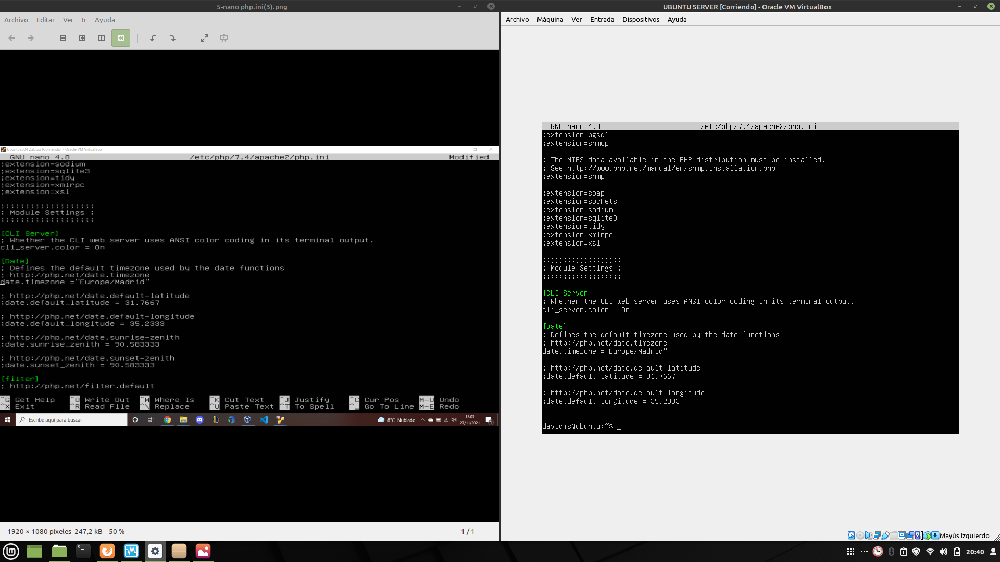 5-nano php.ini(3).png
Archivo Editar Ver Ir Ayuda
Ubuntu2004 Zabbix [Corriendo] - Oracle VM VirtualBox
GNU nano 4.8 /etc/php/7.4/apache2/php.ini Modified
;extension=sodium
;extension=sqlite3
;extension=tidy
;extension=xmlrpc
;extension=xsl
;;;;;;;;;;;;;;;;;;;
; Module Settings ;
;;;;;;;;;;;;;;;;;;;
[CLI Server]
; Whether the CLI web server uses ANSI color coding in its terminal output.
cli_server.color = On
[Date]
; Defines the default timezone used by the date functions
; http://php.net/date.timezone
date.timezone ="Europe/Madrid"
; http://php.net/date.default-latitude
;date.default_latitude = 31.7667
; http://php.net/date.default-longitude
;date.default_longitude = 35.2333
; http://php.net/date.sunrise-zenith
;date.sunrise_zenith = 90.583333
; http://php.net/date.sunset-zenith
;date.sunset_zenith = 90.583333
[filter]
; http://php.net/filter.default
^G Get Help ^O Write Out ^W Where Is ^K Cut Text ^J Justify ^C Cur Pos M-U Undo
^X Exit ^R Read File ^\ Replace ^U Paste Text ^T To Spell ^_ Go To Line M-E Redo
Escribe aquí para buscar
8°C Nublado
15:03
27/11/2021
1920 × 1080 píxeles 247,2 kB 50 %
1 / 1
UBUNTU SERVER [Corriendo] - Oracle VM VirtualBox
Archivo Máquina Ver Entrada Dispositivos Ayuda
GNU nano 4.8 /etc/php/7.4/apache2/php.ini
;extension=pgsql
;extension=shmop
; The MIBS data available in the PHP distribution must be installed.
; See http://www.php.net/manual/en/snmp.installation.php
;extension=snmp
;extension=soap
;extension=sockets
;extension=sodium
;extension=sqlite3
;extension=tidy
;extension=xmlrpc
;extension=xsl
;;;;;;;;;;;;;;;;;;;
; Module Settings ;
;;;;;;;;;;;;;;;;;;;
[CLI Server]
; Whether the CLI web server uses ANSI color coding in its terminal output.
cli_server.color = On
[Date]
; Defines the default timezone used by the date functions
; http://php.net/date.timezone
date.timezone ="Europe/Madrid"
; http://php.net/date.default-latitude
;date.default_latitude = 31.7667
; http://php.net/date.default-longitude
;date.default_longitude = 35.2333
davidms@ubuntu:~$ _
Mayús Izquierdo
20:40